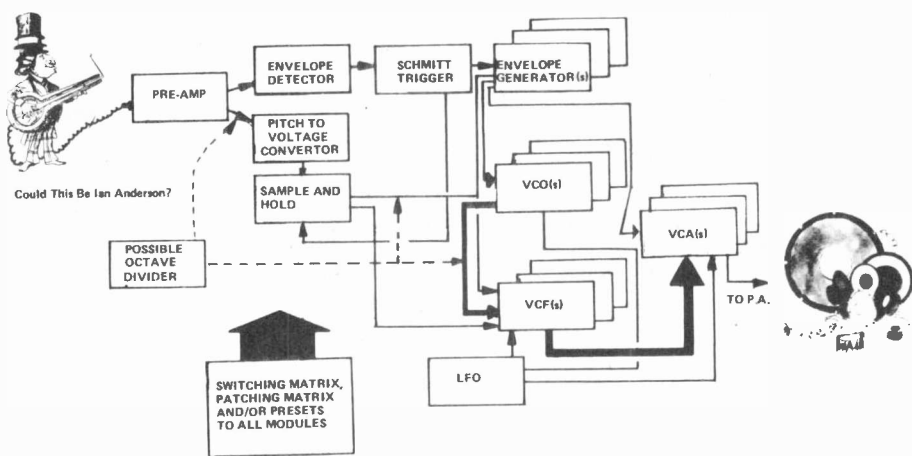 ENVELOPE
DETECTOR
SCHMITT
TRIGGER
ENVELOPE
GENERATOR(s)
PRE-AMP
PITCH TO
VOLTAGE
CONVERTOR
Could This Be Ian Anderson?
SAMPLE AND
HOLD
VCO(s)
VCA(s)
POSSIBLE
OCTAVE
DIVIDER
VCF(s)
TO P.A.
LFO
SWITCHING MATRIX,
PATCHING MATRIX
AND/OR PRESETS
TO ALL MODULES